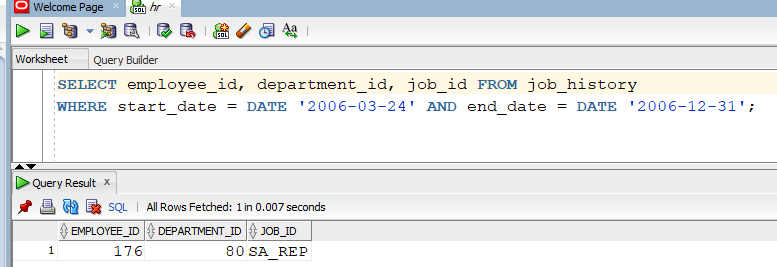 Welcome Page x hr x
Worksheet Query Builder
SELECT employee_id, department_id, job_id FROM job_history
WHERE start_date = DATE '2006-03-24' AND end_date = DATE '2006-12-31';
Query Result x
SQL | All Rows Fetched: 1 in 0.007 seconds
EMPLOYEE_ID DEPARTMENT_ID JOB_ID
1 176 80 SA_REP